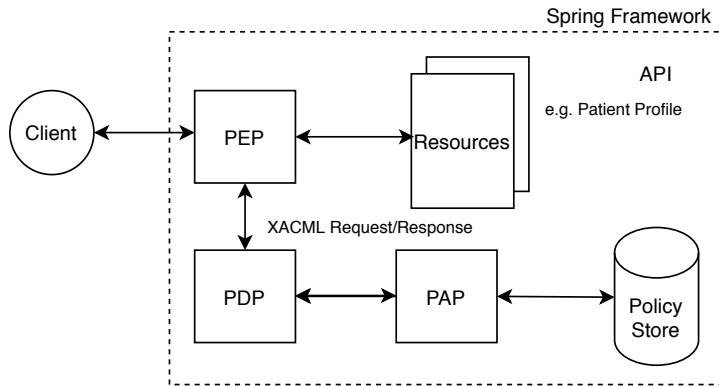 Spring Framework
API
e.g. Patient Profile
Client
PEP
Resources
XACML Request/Response
PDP
PAP
Policy
Store